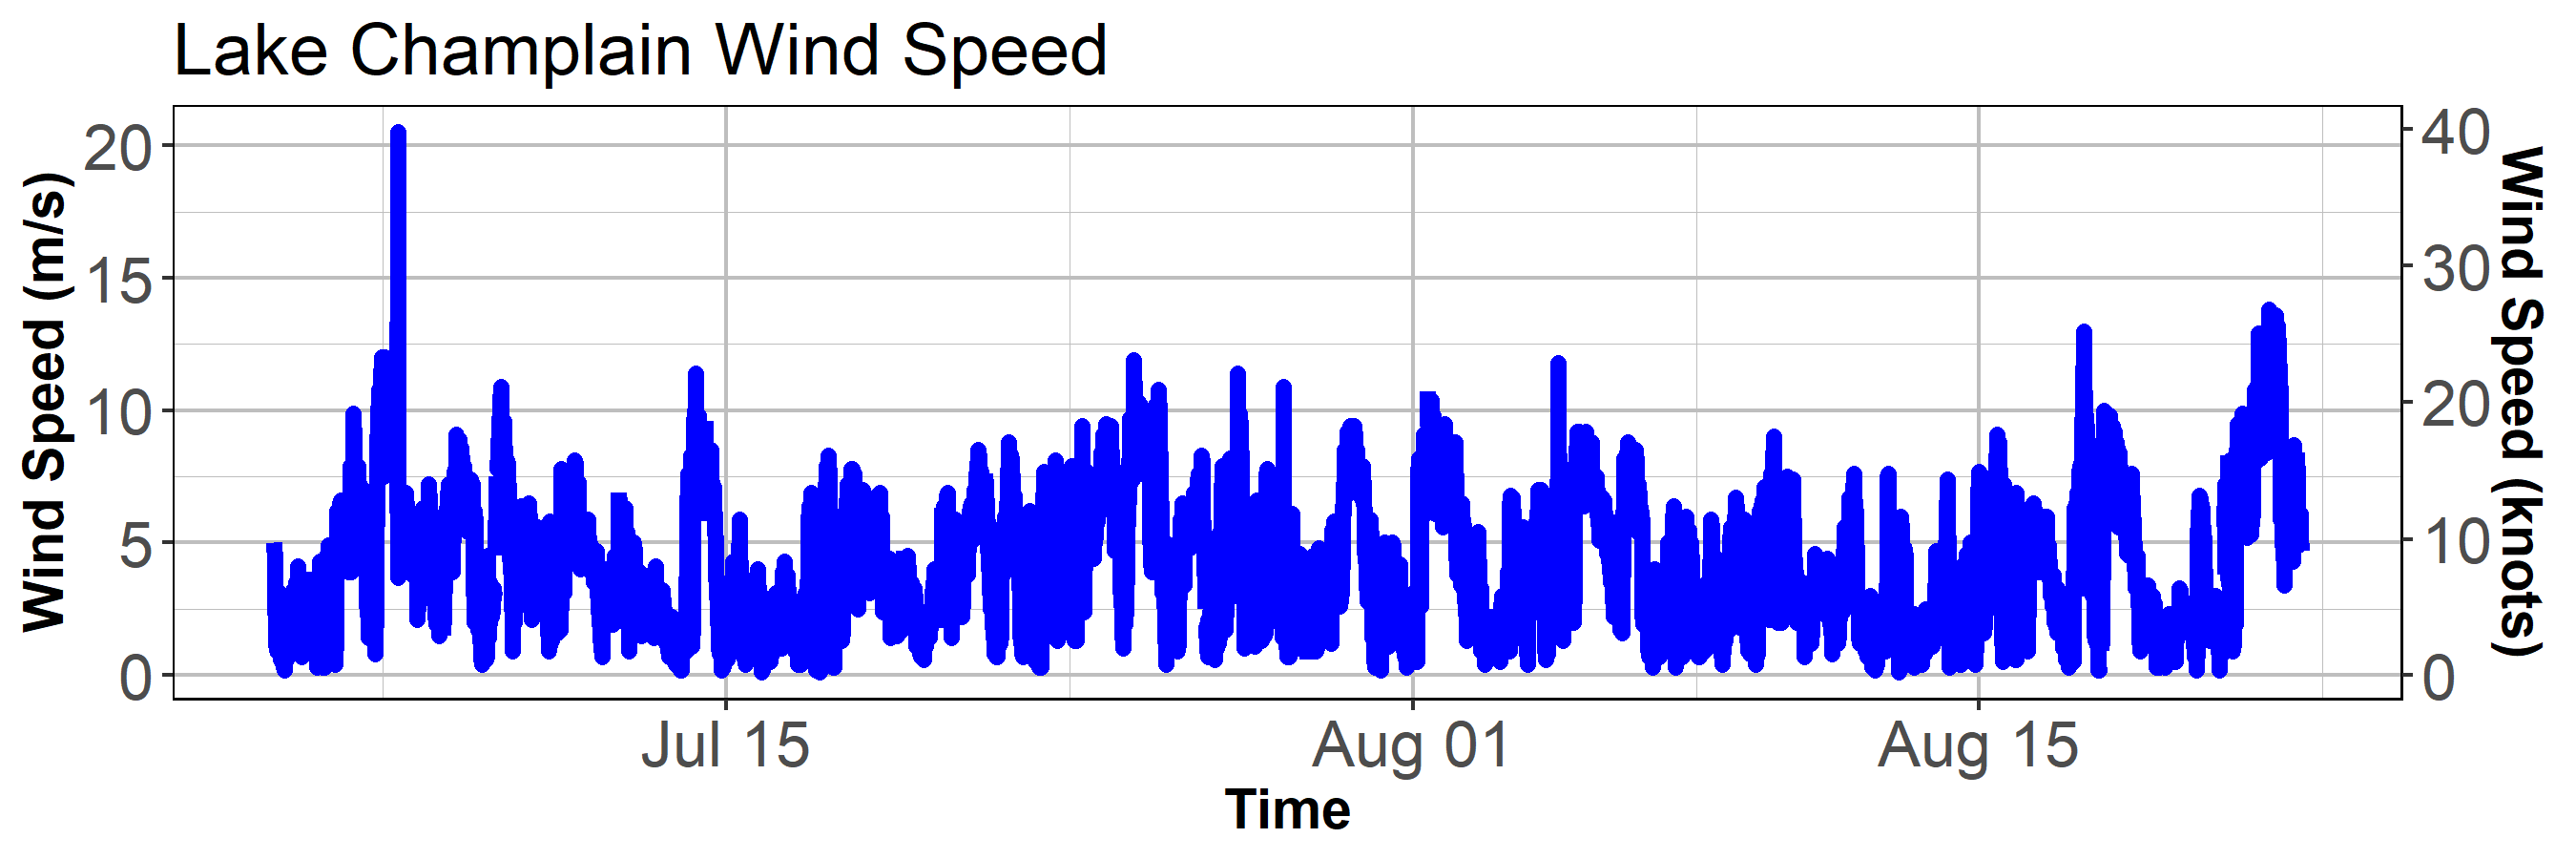 Lake Champlain Wind Speed
Wind Speed (m/s)
20
15
10
5
0
40
30
20
10
0
Wind Speed (knots)
Jul 15
Aug 01
Aug 15
Time